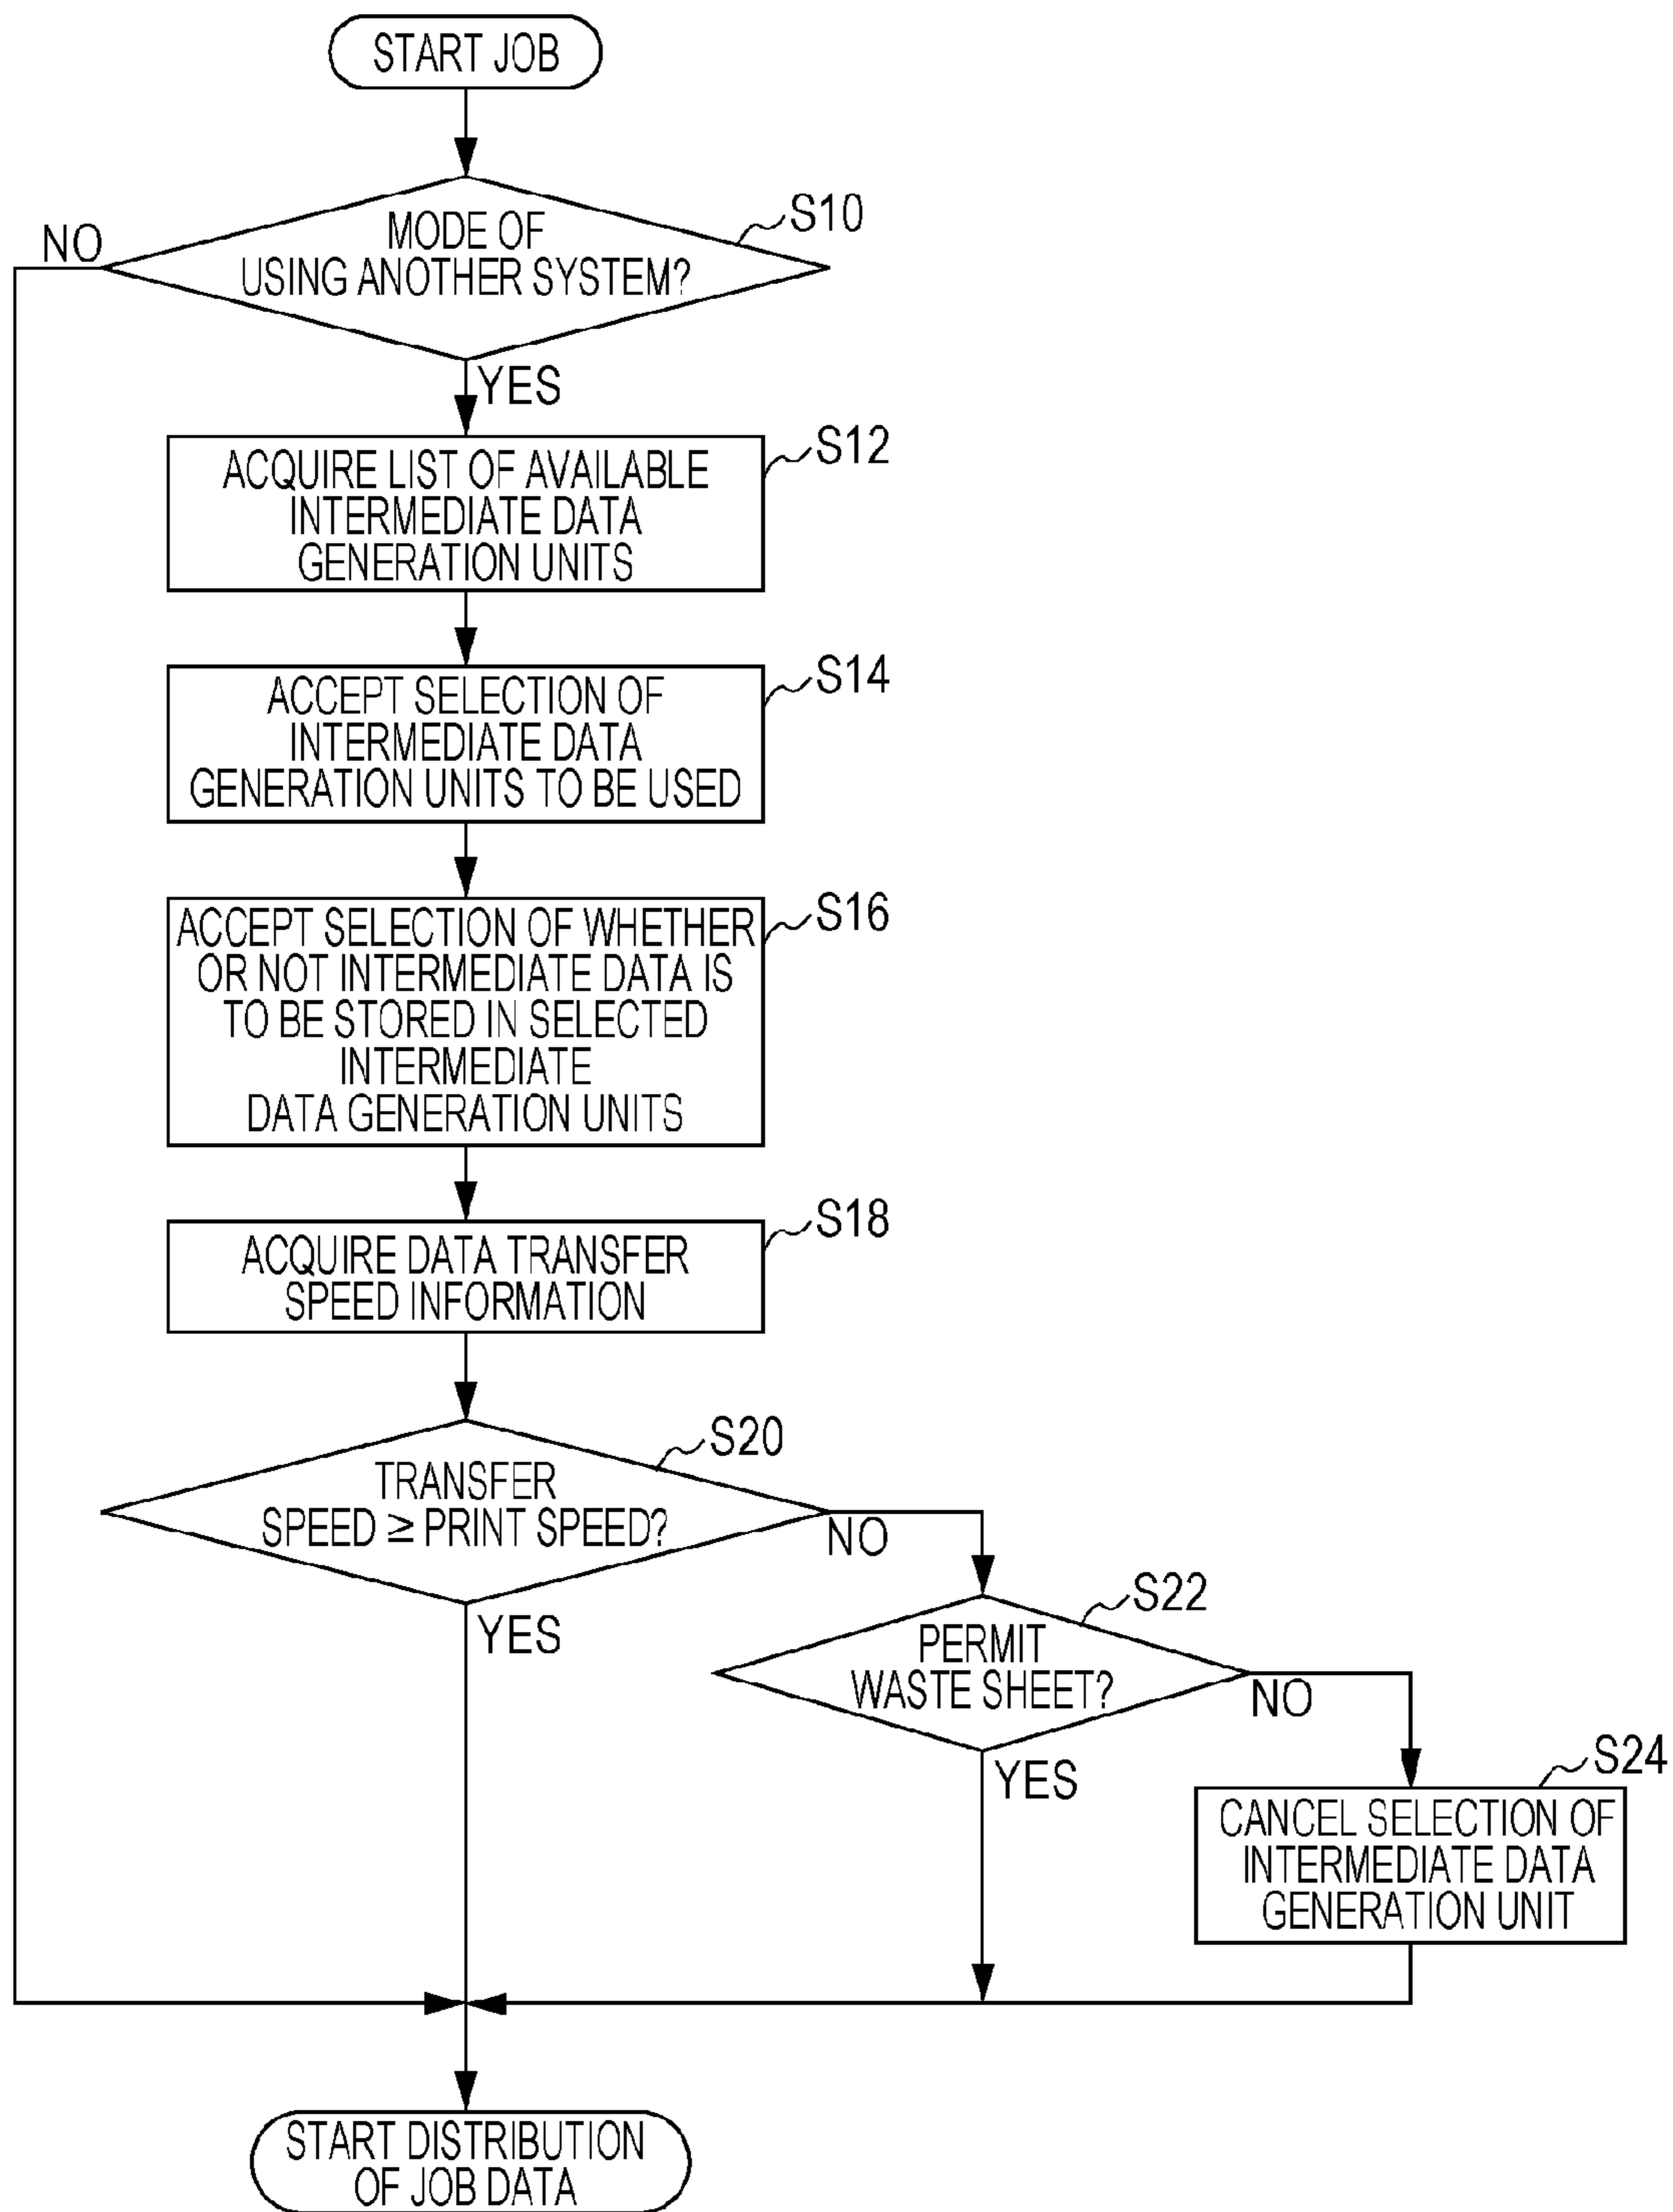 START JOB
MODE OF
USING ANOTHER SYSTEM?
S10
NO
YES
ACQUIRE LIST OF AVAILABLE
INTERMEDIATE DATA
GENERATION UNITS
S12
ACCEPT SELECTION OF
INTERMEDIATE DATA
GENERATION UNITS TO BE USED
S14
ACCEPT SELECTION OF WHETHER
OR NOT INTERMEDIATE DATA IS
TO BE STORED IN SELECTED
INTERMEDIATE
DATA GENERATION UNITS
S16
ACQUIRE DATA TRANSFER
SPEED INFORMATION
S18
TRANSFER
SPEED ≥ PRINT SPEED?
S20
NO
YES
PERMIT
WASTE SHEET?
S22
NO
YES
CANCEL SELECTION OF
INTERMEDIATE DATA
GENERATION UNIT
S24
START DISTRIBUTION
OF JOB DATA